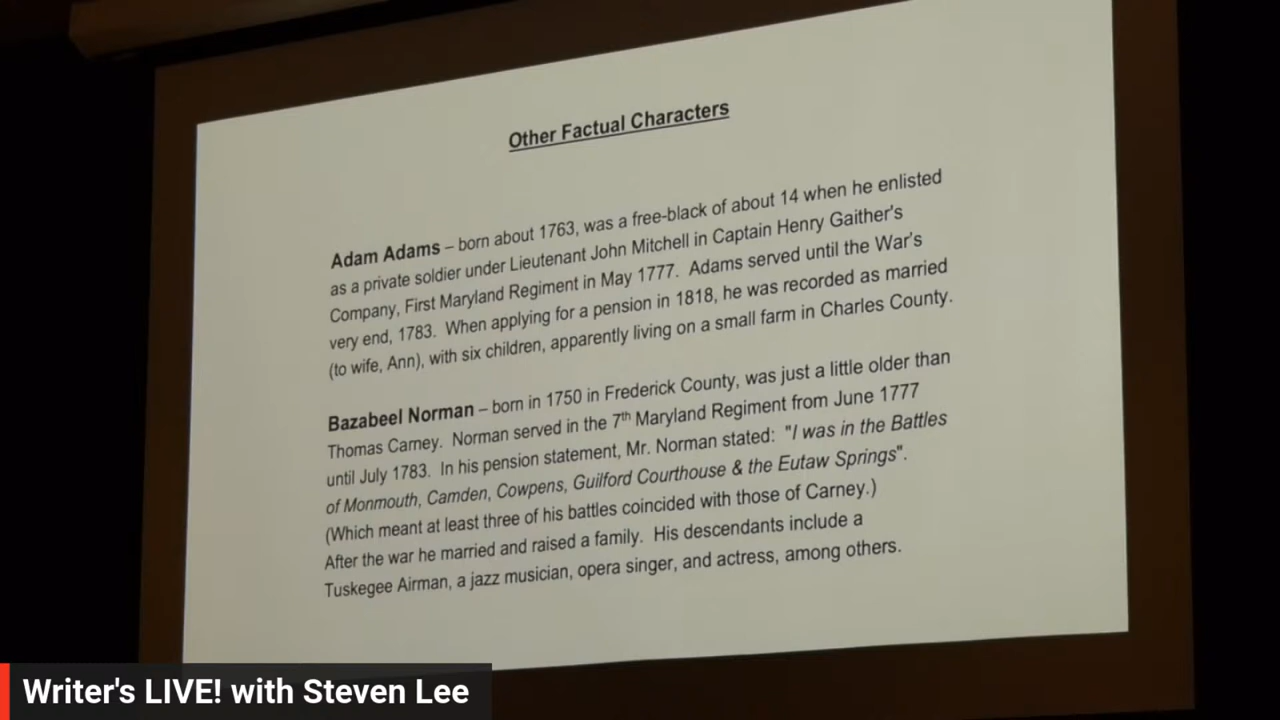 Other Factual Characters
Adam Adams – born about 1763, was a free-black of about 14 when he enlisted
as a private soldier under Lieutenant John Mitchell in Captain Henry Gaither's
Company, First Maryland Regiment in May 1777. Adams served until the War's
very end, 1783. When applying for a pension in 1818, he was recorded as married
(to wife, Ann), with six children, apparently living on a small farm in Charles County.
Bazabeel Norman – born in 1750 in Frederick County, was just a little older than
Thomas Carney. Norman served in the 7th Maryland Regiment from June 1777
until July 1783. In his pension statement, Mr. Norman stated: "I was in the Battles
of Monmouth, Camden, Cowpens, Guilford Courthouse & the Eutaw Springs".
(Which meant at least three of his battles coincided with those of Carney.)
After the war he married and raised a family. His descendants include a
Tuskegee Airman, a jazz musician, opera singer, and actress, among others.
Writer's LIVE! with Steven Lee